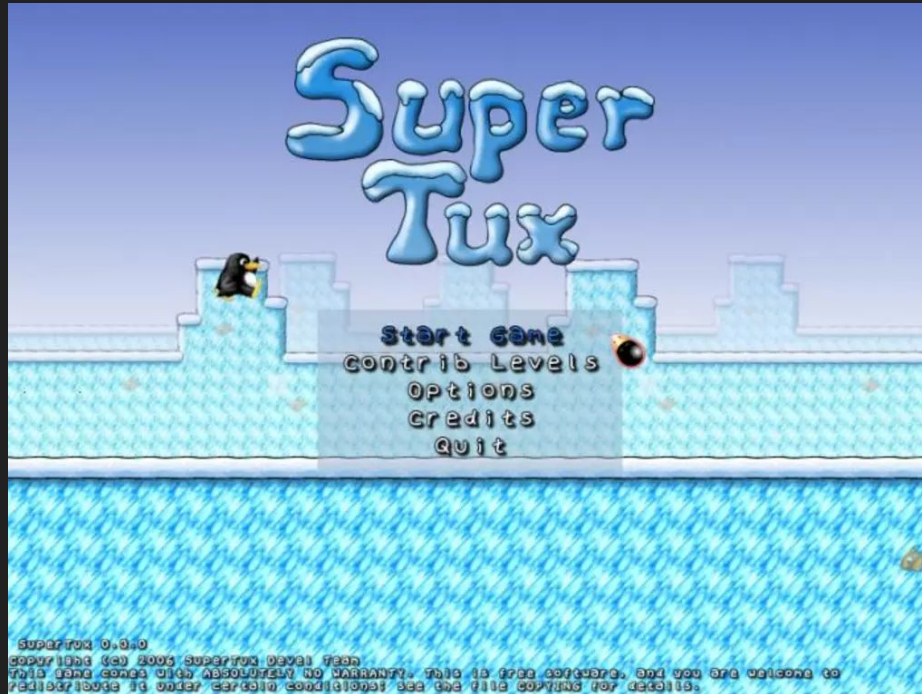 Super
Tux
Start Game
Contrib Levels
Options
Credits
Quit
SuperTux 0.3.0
Copyright (c) 2006 SuperTux Devel Team
This game comes with ABSOLUTELY NO WARRANTY. This is free software, and you are welcome to
redistribute it under certain conditions; see the file COPYING for details.